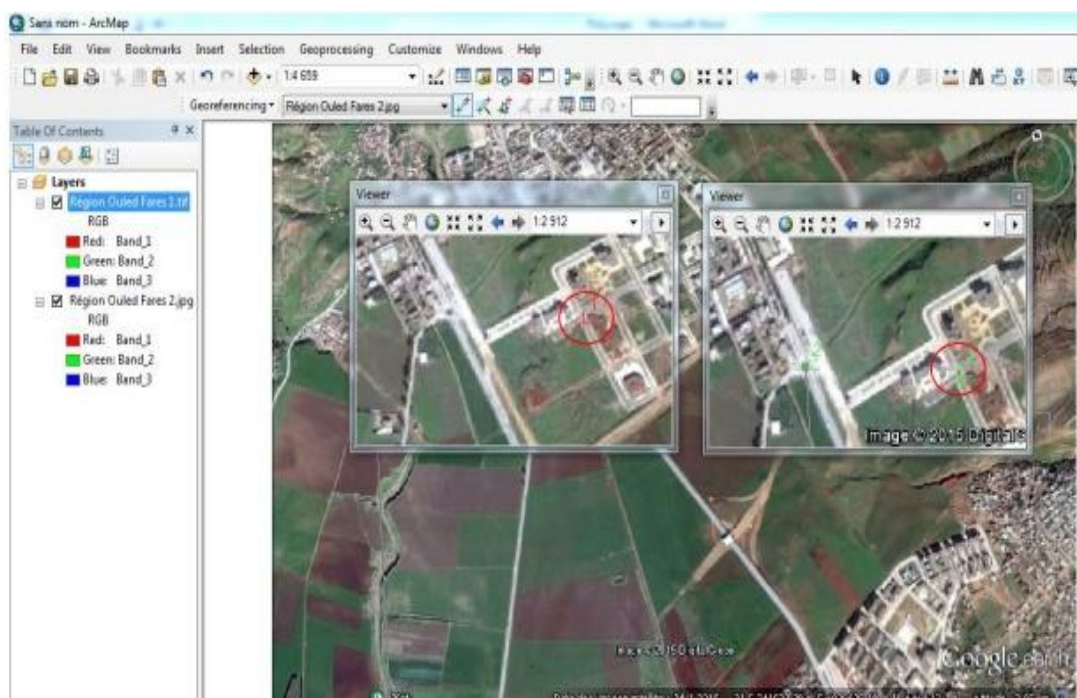 Sans nom - ArcMap
File Edit View Bookmarks Insert Selection Geoprocessing Customize Windows Help
1:4 659
Georeferencing Région Ouled Fares 2.jpg
Table Of Contents
Layers
Région Ouled Fares 1.tif
RGB
Red: Band_1
Green: Band_2
Blue: Band_3
Région Ouled Fares 2.jpg
RGB
Red: Band_1
Green: Band_2
Blue: Band_3
Viewer
1:2 912
Viewer
1:2 912
Image © 2015 DigitalG
Image © 2015 DigitalGlobe
Google earth